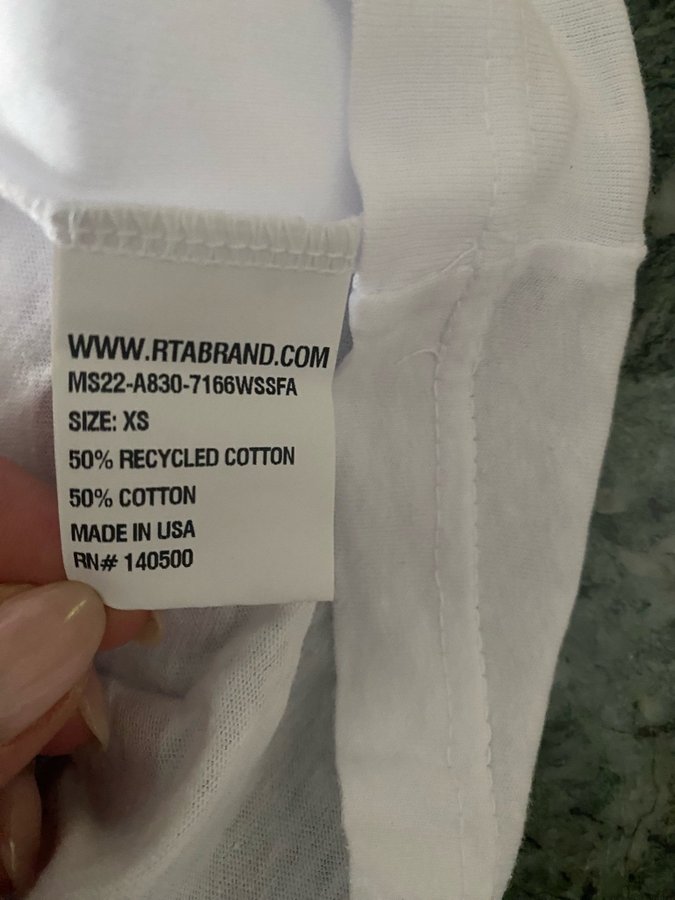 WWW.RTABRAND.COM
MS22-A830-7166WSSFA
SIZE: XS
50% RECYCLED COTTON
50% COTTON
MADE IN USA
RN# 140500